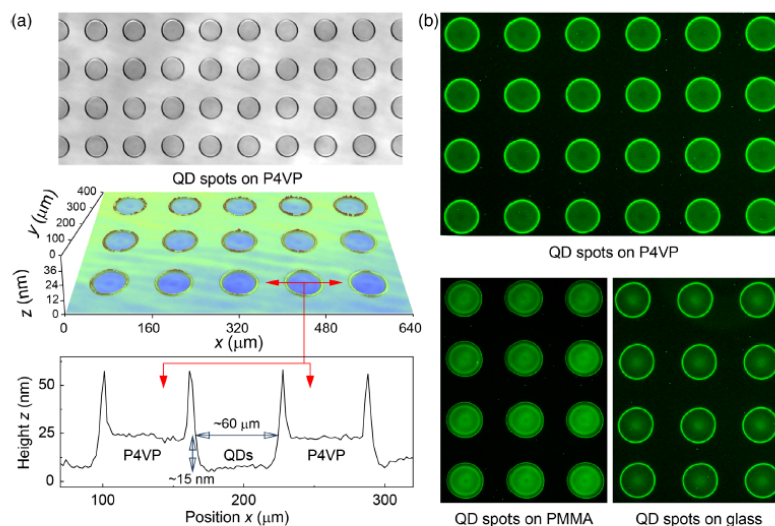 (a)
QD spots on P4VP
400
300
200
100
0
y (μm)
36
24
12
0
z (nm)
0 160 320 480 640
x (μm)
50
25
0
Height z (nm)
~60 μm
P4VP QDs P4VP
~15 nm
100 200 300
Position x (μm)
(b)
QD spots on P4VP
QD spots on PMMA QD spots on glass